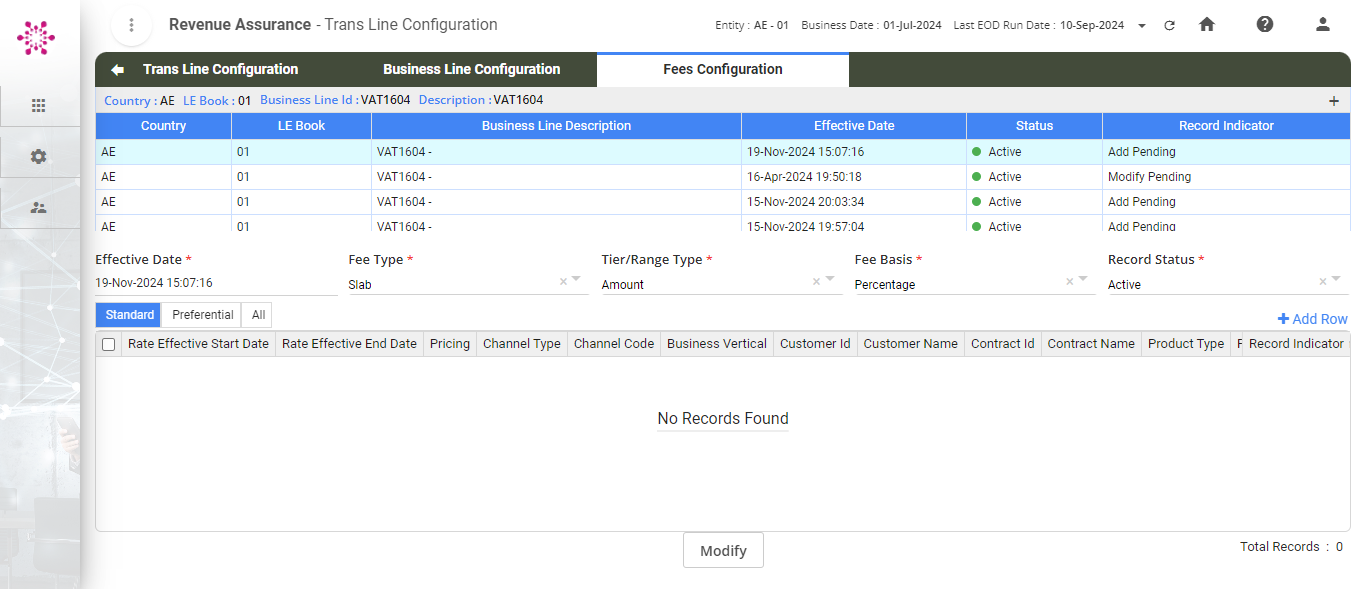 Revenue Assurance - Trans Line Configuration
Entity : AE - 01 Business Date : 01-Jul-2024 Last EOD Run Date : 10-Sep-2024
Trans Line Configuration Business Line Configuration Fees Configuration
Country : AE LE Book : 01 Business Line Id : VAT1604 Description : VAT1604 +
Country LE Book Business Line Description Effective Date Status Record Indicator
AE 01 VAT1604 - 19-Nov-2024 15:07:16 Active Add Pending
AE 01 VAT1604 - 16-Apr-2024 19:50:18 Active Modify Pending
AE 01 VAT1604 - 15-Nov-2024 20:03:34 Active Add Pending
AE 01 VAT1604 - 15-Nov-2024 19:57:04 Active Add Pending
Effective Date * Fee Type * Tier/Range Type * Fee Basis * Record Status *
19-Nov-2024 15:07:16 Slab × Amount × Percentage × Active ×
Standard Preferential All
+ Add Row
Rate Effective Start Date Rate Effective End Date Pricing Channel Type Channel Code Business Vertical Customer Id Customer Name Contract Id Contract Name Product Type Record Indicator
No Records Found
Modify
Total Records : 0